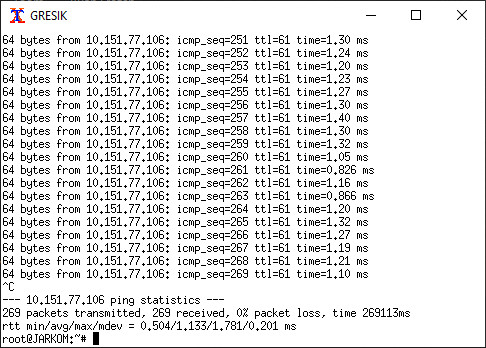 GRESIK
64 bytes from 10.151.77.106: icmp_seq=251 ttl=61 time=1.30 ms
64 bytes from 10.151.77.106: icmp_seq=252 ttl=61 time=1.24 ms
64 bytes from 10.151.77.106: icmp_seq=253 ttl=61 time=1.20 ms
64 bytes from 10.151.77.106: icmp_seq=254 ttl=61 time=1.23 ms
64 bytes from 10.151.77.106: icmp_seq=255 ttl=61 time=1.27 ms
64 bytes from 10.151.77.106: icmp_seq=256 ttl=61 time=1.30 ms
64 bytes from 10.151.77.106: icmp_seq=257 ttl=61 time=1.40 ms
64 bytes from 10.151.77.106: icmp_seq=258 ttl=61 time=1.30 ms
64 bytes from 10.151.77.106: icmp_seq=259 ttl=61 time=1.32 ms
64 bytes from 10.151.77.106: icmp_seq=260 ttl=61 time=1.05 ms
64 bytes from 10.151.77.106: icmp_seq=261 ttl=61 time=0.826 ms
64 bytes from 10.151.77.106: icmp_seq=262 ttl=61 time=1.16 ms
64 bytes from 10.151.77.106: icmp_seq=263 ttl=61 time=0.866 ms
64 bytes from 10.151.77.106: icmp_seq=264 ttl=61 time=1.20 ms
64 bytes from 10.151.77.106: icmp_seq=265 ttl=61 time=1.32 ms
64 bytes from 10.151.77.106: icmp_seq=266 ttl=61 time=1.27 ms
64 bytes from 10.151.77.106: icmp_seq=267 ttl=61 time=1.19 ms
64 bytes from 10.151.77.106: icmp_seq=268 ttl=61 time=1.21 ms
64 bytes from 10.151.77.106: icmp_seq=269 ttl=61 time=1.10 ms
^C
--- 10.151.77.106 ping statistics ---
269 packets transmitted, 269 received, 0% packet loss, time 269113ms
rtt min/avg/max/mdev = 0.504/1.133/1.781/0.201 ms
root@JARKOM:~#